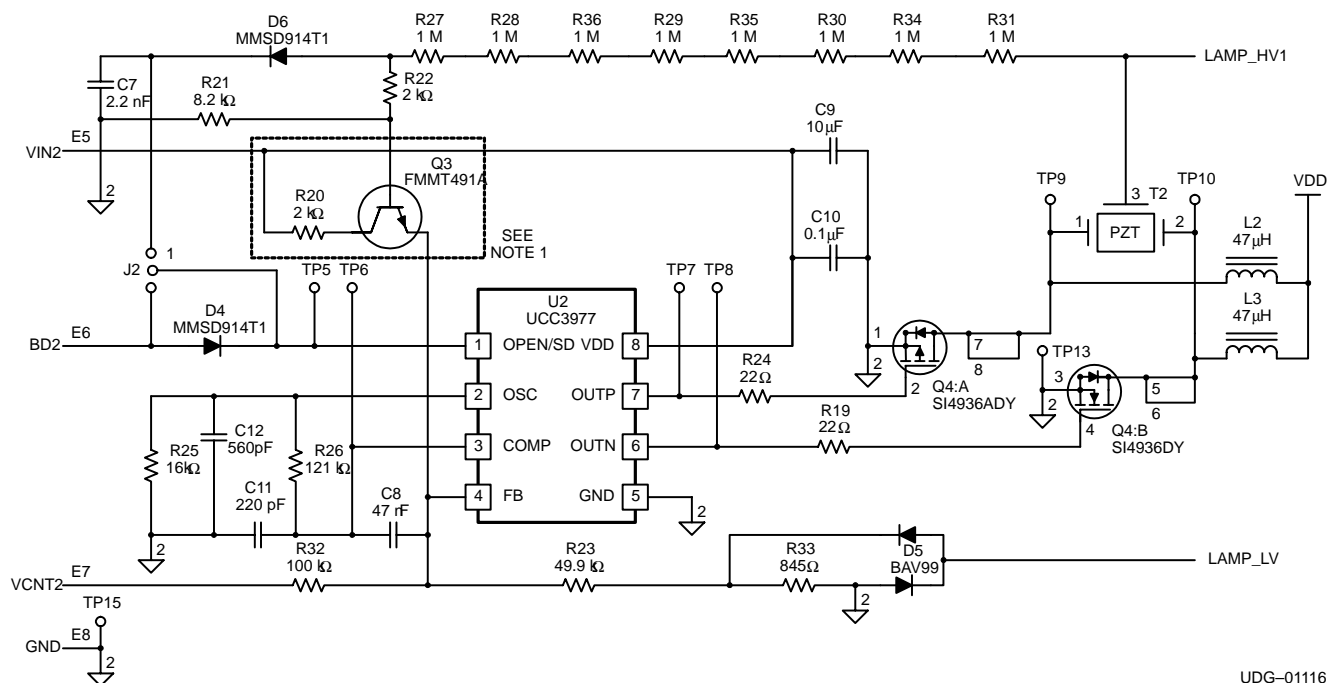 D6
MMSD914T1
R27
1 M
R28
1 M
R36
1 M
R29
1 M
R35
1 M
R30
1 M
R34
1 M
R31
1 M
LAMP_HV1
C7
2.2 nF
R21
8.2 kΩ
R22
2 kΩ
C9
10µF
E5
VIN2
Q3
FMMT491A
R20
2 kΩ
2
SEE
NOTE 1
C10
0.1µF
TP9
3
T2
TP10
VDD
1
PZT
2
L2
47µH
L3
47µH
1
J2
TP5
TP6
TP7
TP8
U2
UCC3977
D4
MMSD914T1
E6
BD2
1
OPEN/SD
VDD
8
2
OSC
OUTP
7
3
COMP
OUTN
6
4
FB
GND
5
R24
22Ω
1
2
7
8
2
Q4:A
SI4936ADY
TP13
3
2
5
6
4
Q4:B
SI4936DY
R19
22Ω
R25
16kΩ
C12
560pF
R26
121 kΩ
C11
220 pF
C8
47 nF
2
2
R32
100 kΩ
R23
49.9 kΩ
R33
845Ω
D5
BAV99
2
LAMP_LV
E7
VCNT2
TP15
E8
GND
2
UDG–01116